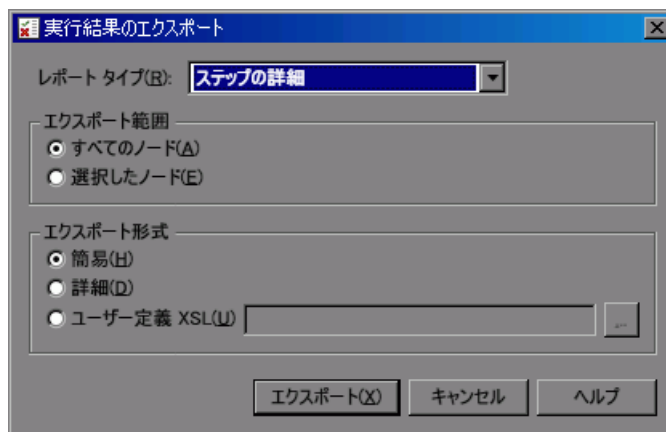 実行結果のエクスポート
レポート タイプ(R): ステップの詳細
エクスポート範囲
すべてのノード(A)
選択したノード(E)
エクスポート形式
簡易(H)
詳細(D)
ユーザー定義 XSL(U) ...
エクスポート(X) キャンセル ヘルプ